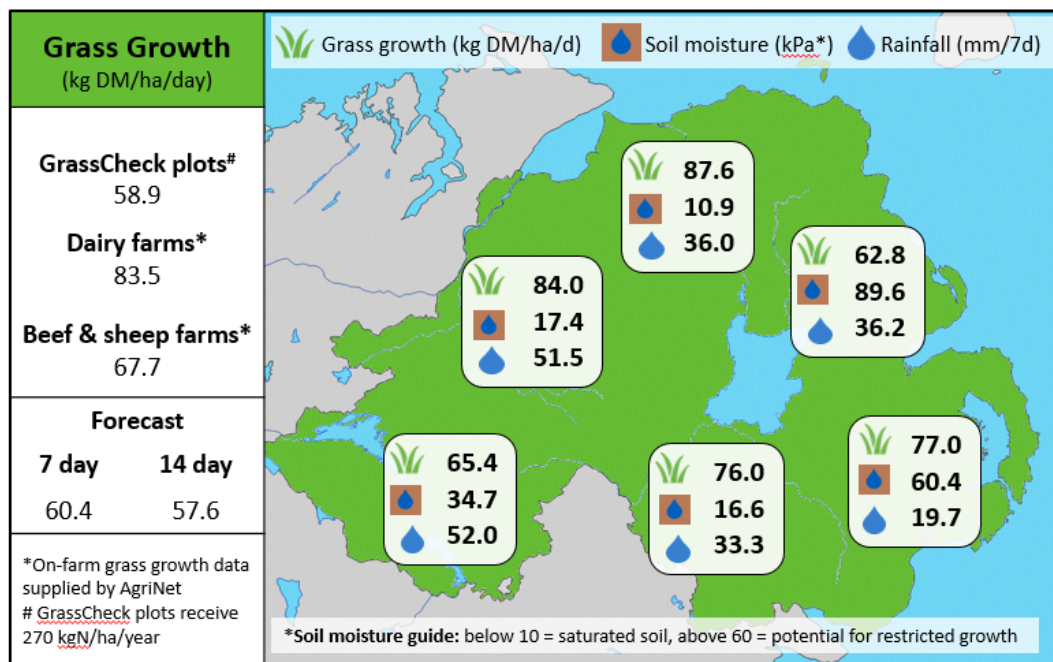 Grass Growth
(kg DM/ha/day)
GrassCheck plots#
58.9
Dairy farms*
83.5
Beef & sheep farms*
67.7
Forecast
7 day 14 day
60.4 57.6
*On-farm grass growth data
supplied by AgriNet
# GrassCheck plots receive
270 kgN/ha/year
Grass growth (kg DM/ha/d) Soil moisture (kPa*) Rainfall (mm/7d)
87.6
10.9
36.0
62.8
89.6
36.2
84.0
17.4
51.5
65.4
34.7
52.0
76.0
16.6
33.3
77.0
60.4
19.7
*Soil moisture guide: below 10 = saturated soil, above 60 = potential for restricted growth